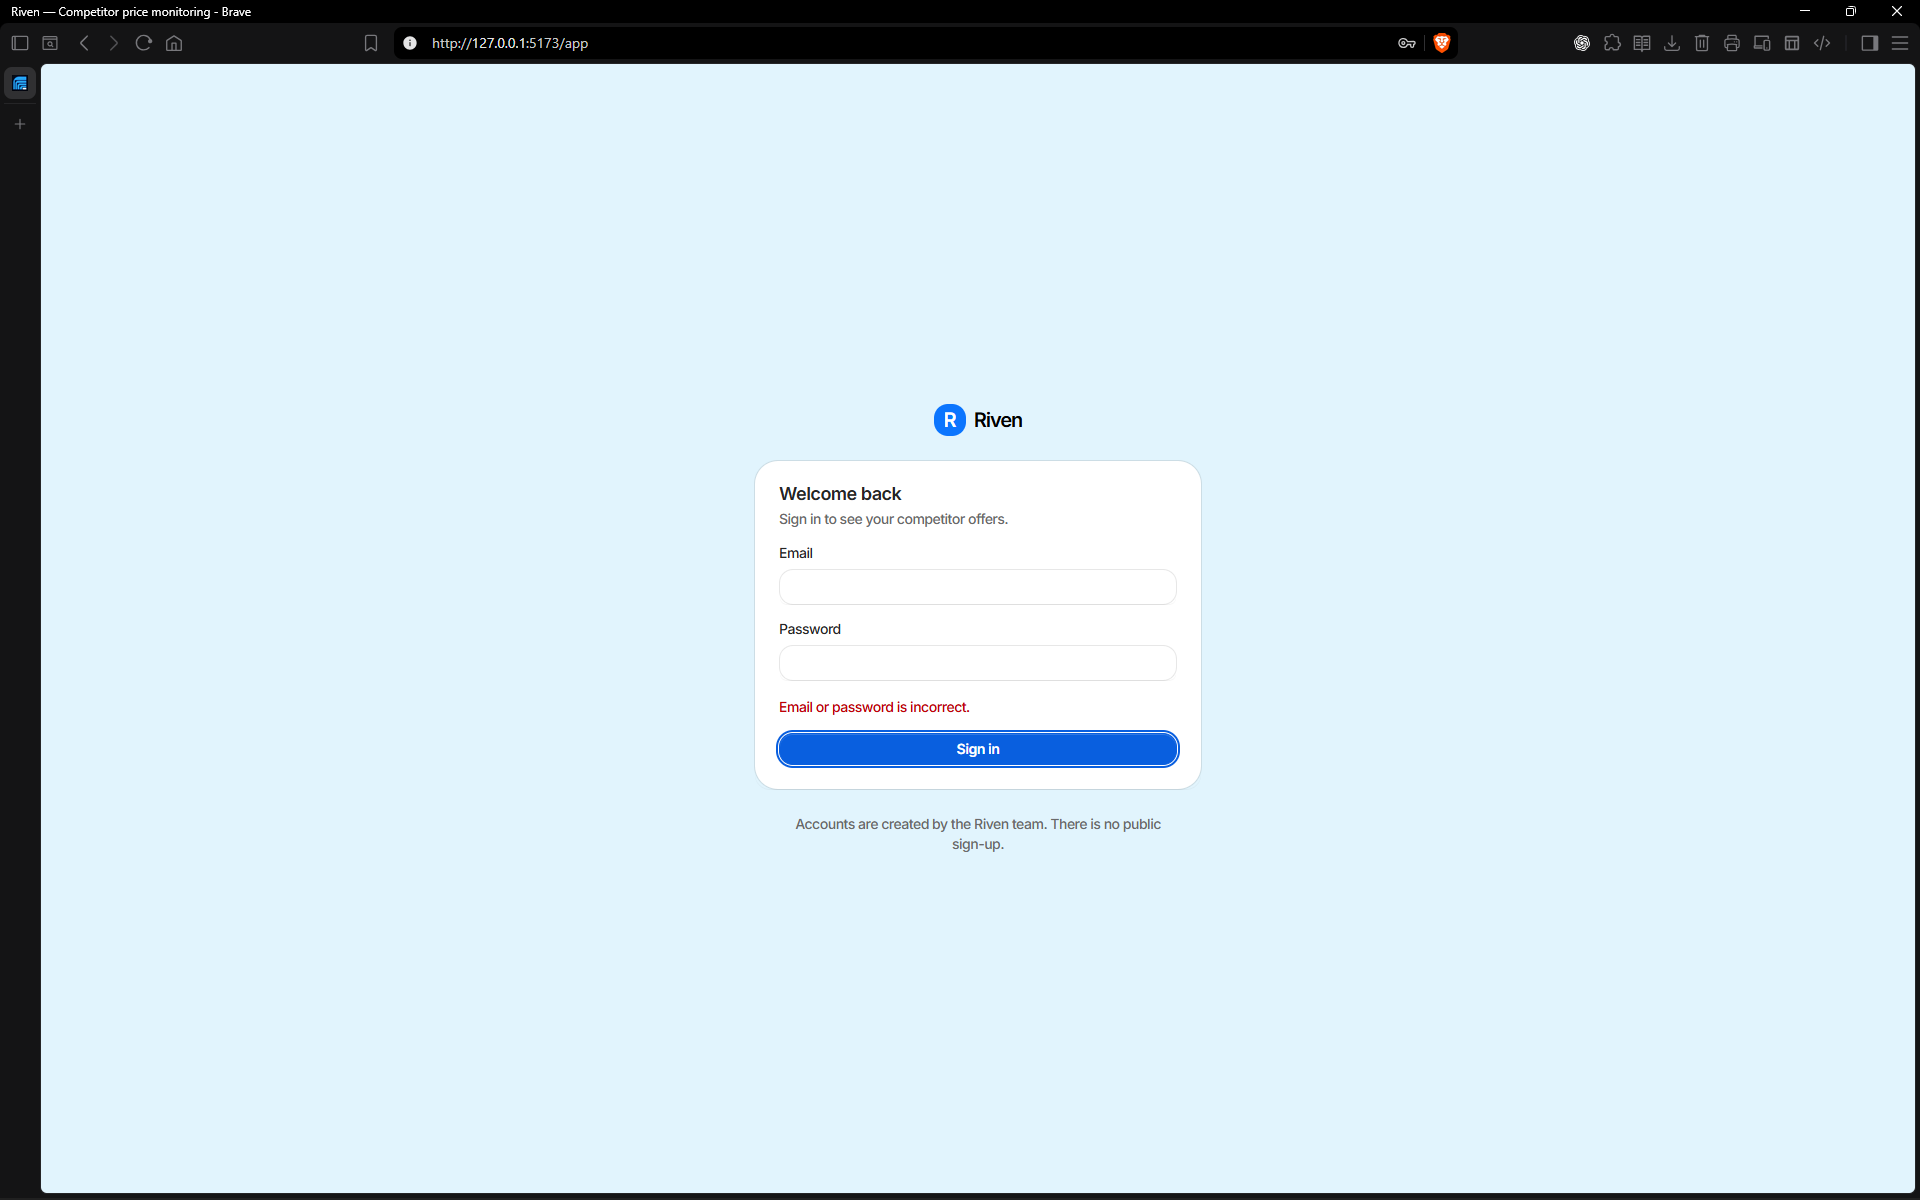 Riven — Competitor price monitoring - Brave
http://127.0.0.1:5173/app
R Riven
Welcome back
Sign in to see your competitor offers.
Email
Password
Email or password is incorrect.
Sign in
Accounts are created by the Riven team. There is no public
sign-up.